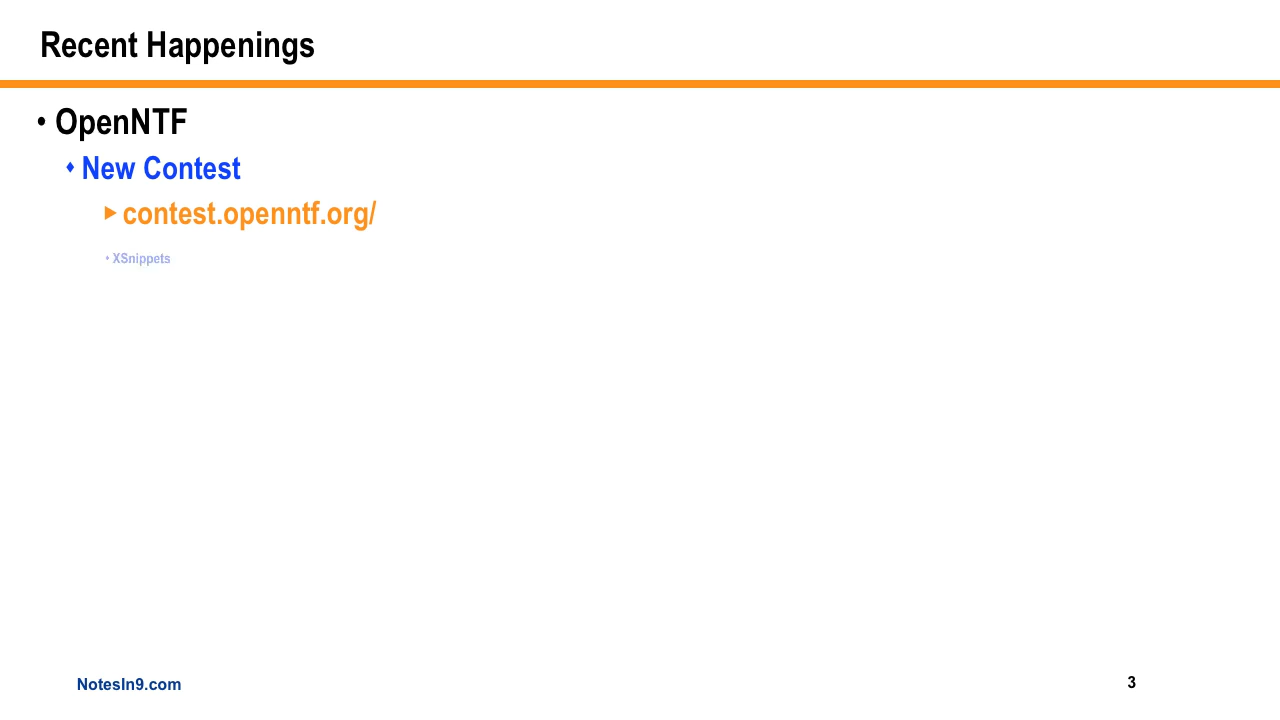 Recent Happenings
• OpenNTF
♦ New Contest
► contest.openntf.org/
♦ XSnippets
NotesIn9.com
3